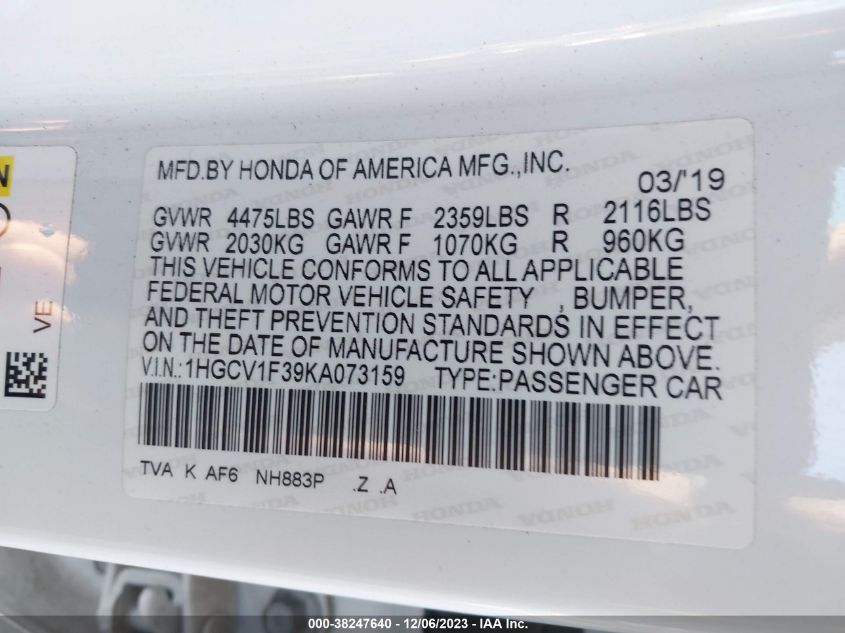 MFD.BY HONDA OF AMERICA MFG.,INC.
03/'19
GVWR 4475LBS GAWR F 2359LBS R 2116LBS
GVWR 2030KG GAWR F 1070KG R 960KG
THIS VEHICLE CONFORMS TO ALL APPLICABLE
FEDERAL MOTOR VEHICLE SAFETY , BUMPER,
AND THEFT PREVENTION STANDARDS IN EFFECT
ON THE DATE OF MANUFACTURE SHOWN ABOVE.
V.I.N.:1HGCV1F39KA073159 TYPE:PASSENGER CAR
TVA K AF6 NH883P .Z .A
VE
000-38247640 - 12/06/2023 - IAA Inc.